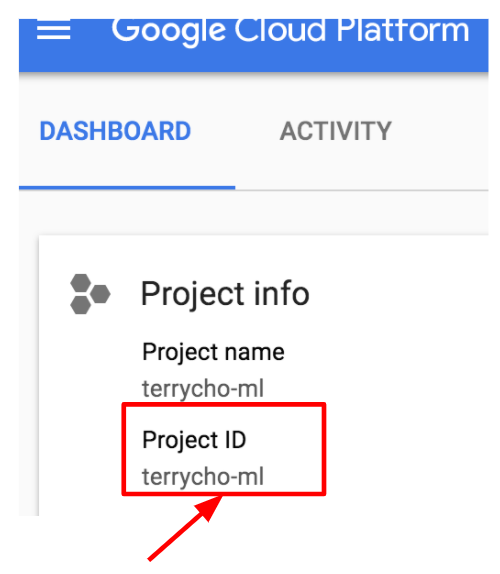 Google Cloud Platform
DASHBOARD ACTIVITY
Project info
Project name
terrycho-ml
Project ID
terrycho-ml